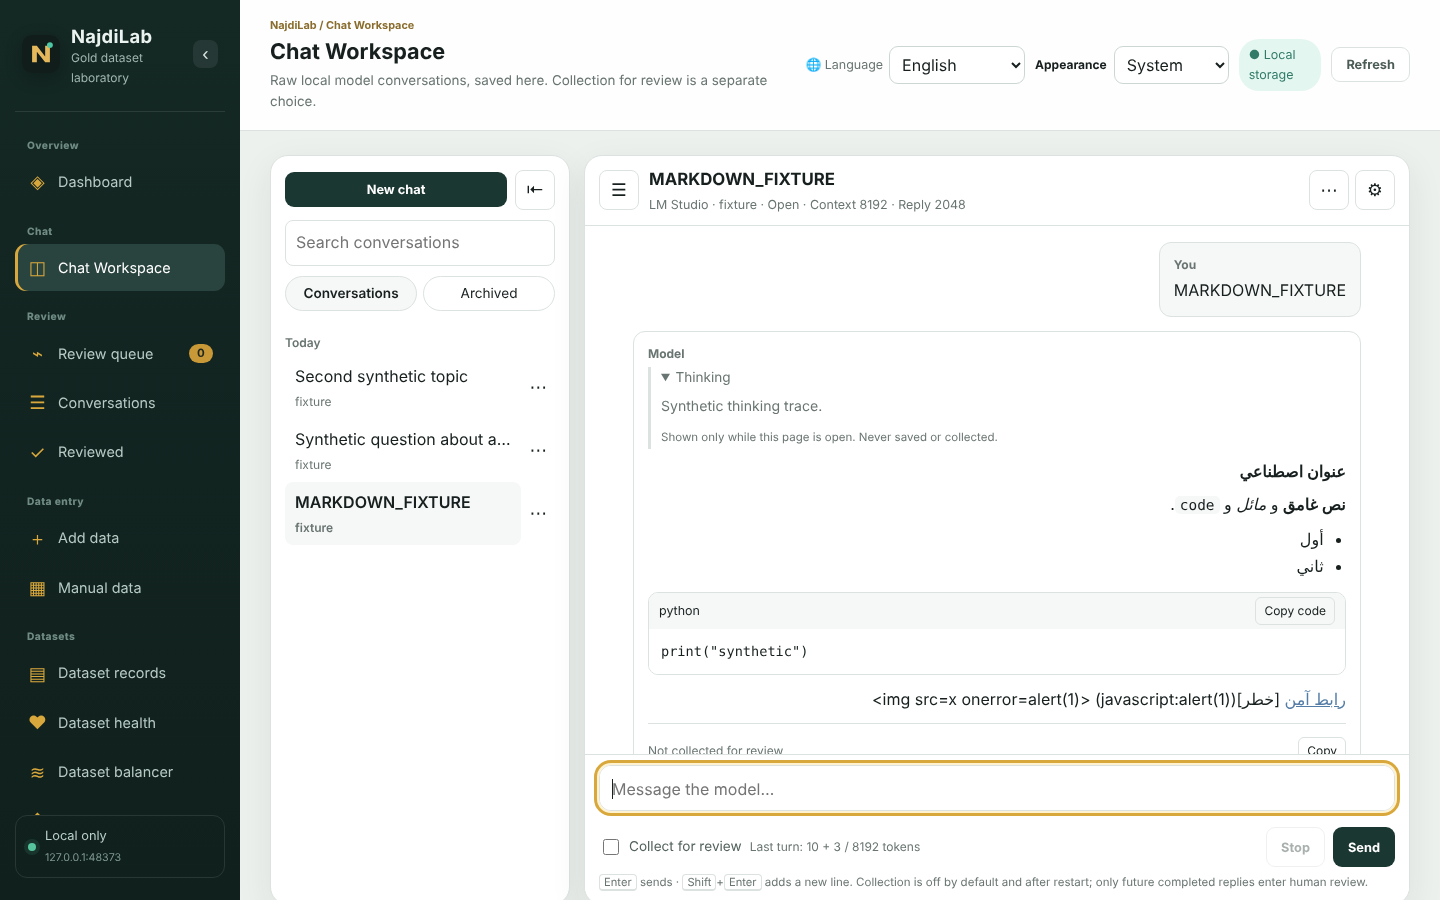 NajdiLab
Gold dataset
laboratory
Overview
Dashboard
Chat
Chat Workspace
Review
Review queue
0
Conversations
Reviewed
Data entry
Add data
Manual data
Datasets
Dataset records
Dataset health
Dataset balancer
Local only
127.0.0.1:48373
NajdiLab / Chat Workspace
Chat Workspace
Raw local model conversations, saved here. Collection for review is a separate
choice.
Language
English
Appearance
System
Local
storage
Refresh
New chat
Search conversations
Conversations
Archived
Today
Second synthetic topic
fixture
Synthetic question about a...
fixture
MARKDOWN_FIXTURE
fixture
MARKDOWN_FIXTURE
LM Studio · fixture · Open · Context 8192 · Reply 2048
You
MARKDOWN_FIXTURE
Model
Thinking
Synthetic thinking trace.
Shown only while this page is open. Never saved or collected.
عنوان اصطناعي
نص غامق و مائل و code .
أول
ثاني
python
Copy code
print("synthetic")
رابط آمن [خطر](javascript:alert(1)) <img src=x onerror=alert(1)>
Not collected for review
Copy
Message the model...
Collect for review
Last turn: 10 + 3 / 8192 tokens
Stop
Send
Enter sends · Shift+Enter adds a new line. Collection is off by default and after restart; only future completed replies enter human review.